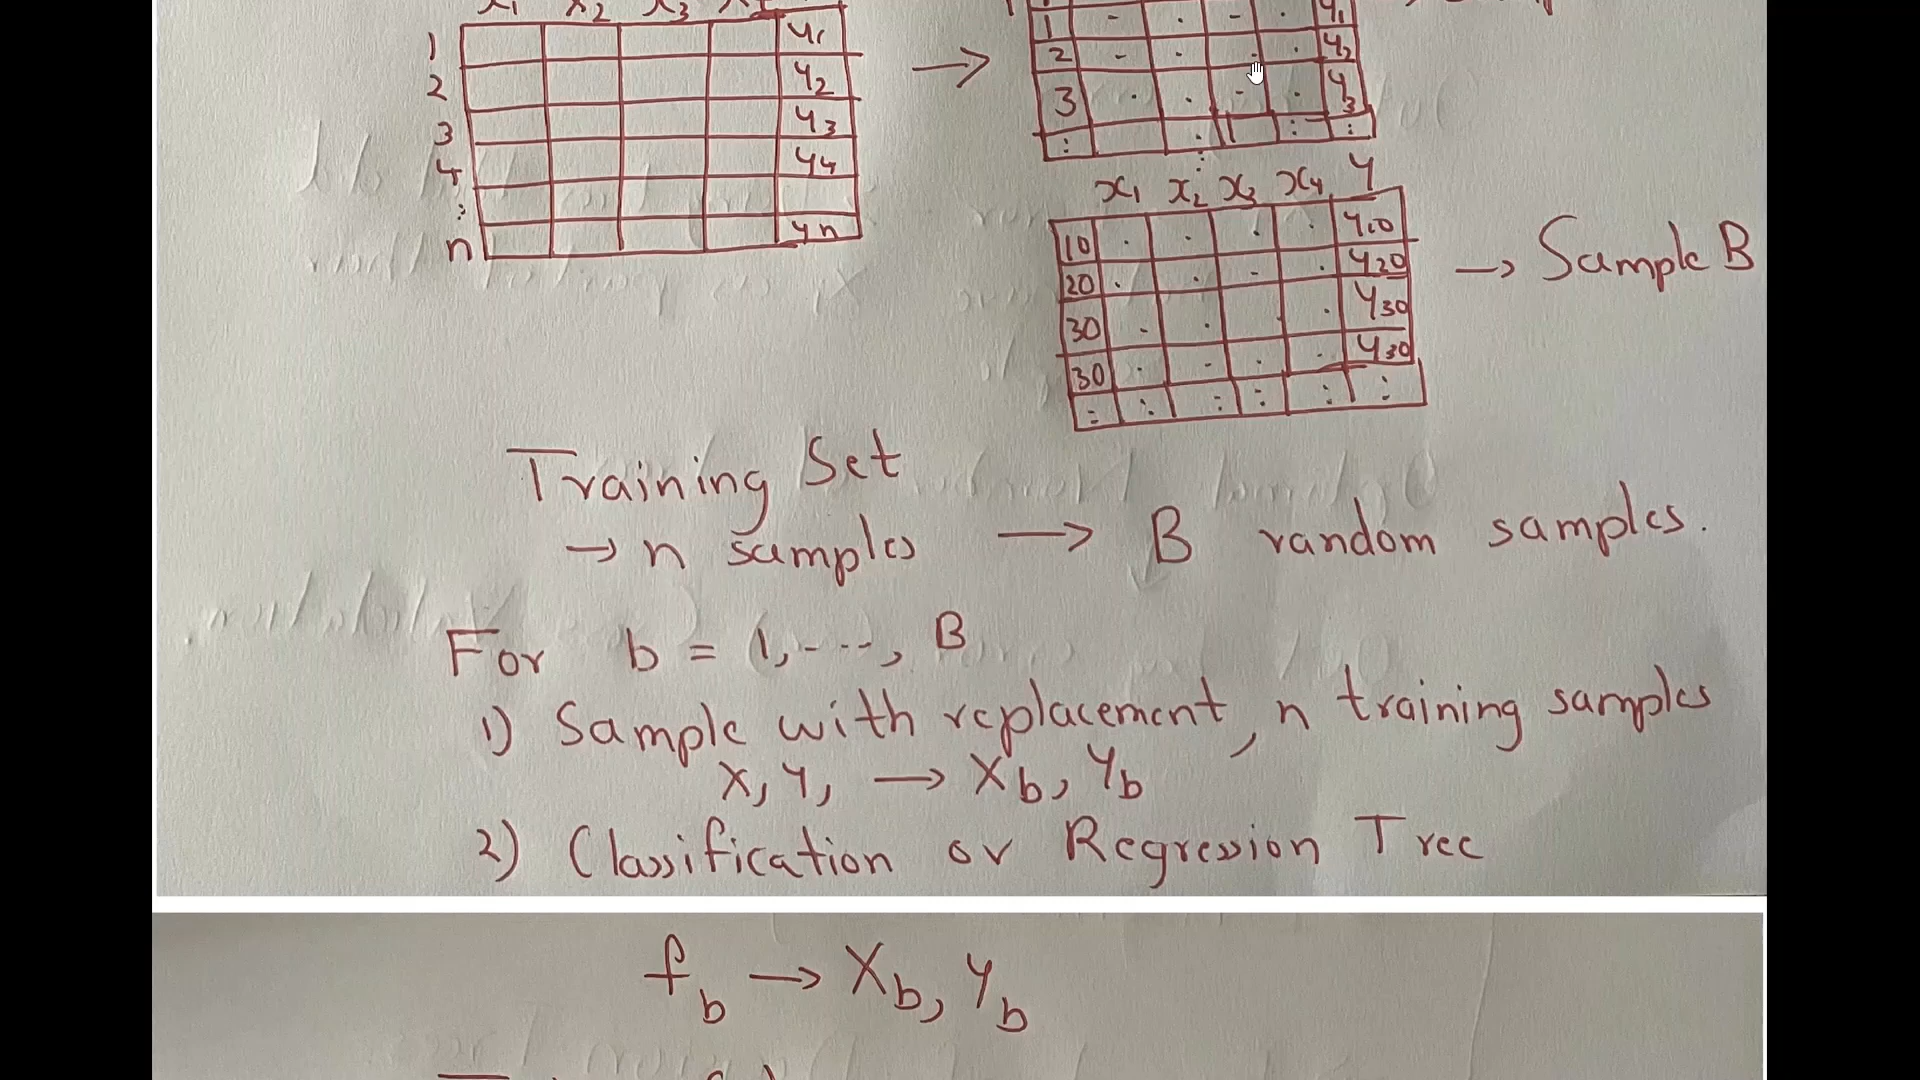 x1 x2 x3
1 y1
2 y2
3 y3
4 y4
:
n yn
→
1 - . - . y1
2 - . . . y2
3 . . - . y3
: . : :
x1 x2 x3 x4 y
10 . . . . y10
20 . . - . y20
30 - . . . y30
30 . . . . y30
: : : : : :
→ Sample B
Training Set
→ n samples → B random samples.
For b = 1, - - -, B
1) Sample with replacement, n training samples
X, Y, → Xb, Yb
2) Classification or Regression Tree
fb → Xb, Yb